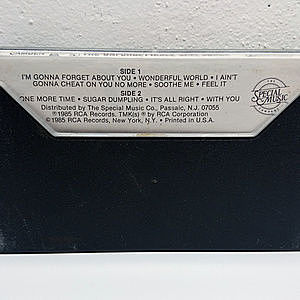 SIDE 1
I'M GONNA FORGET ABOUT YOU • WONDERFUL WORLD • I AIN'T
GONNA CHEAT ON YOU NO MORE • SOOTHE ME • FEEL IT
SIDE 2
ONE MORE TIME • SUGAR DUMPLING • IT'S ALL RIGHT • WITH YOU
Distributed by The Special Music Co., Passaic, N.J. 07055
℗1985 RCA Records. TMK(s) ® by RCA Corporation
©1985 RCA Records, New York, N.Y. • Printed in U.S.A.
THE
Special
MUSIC